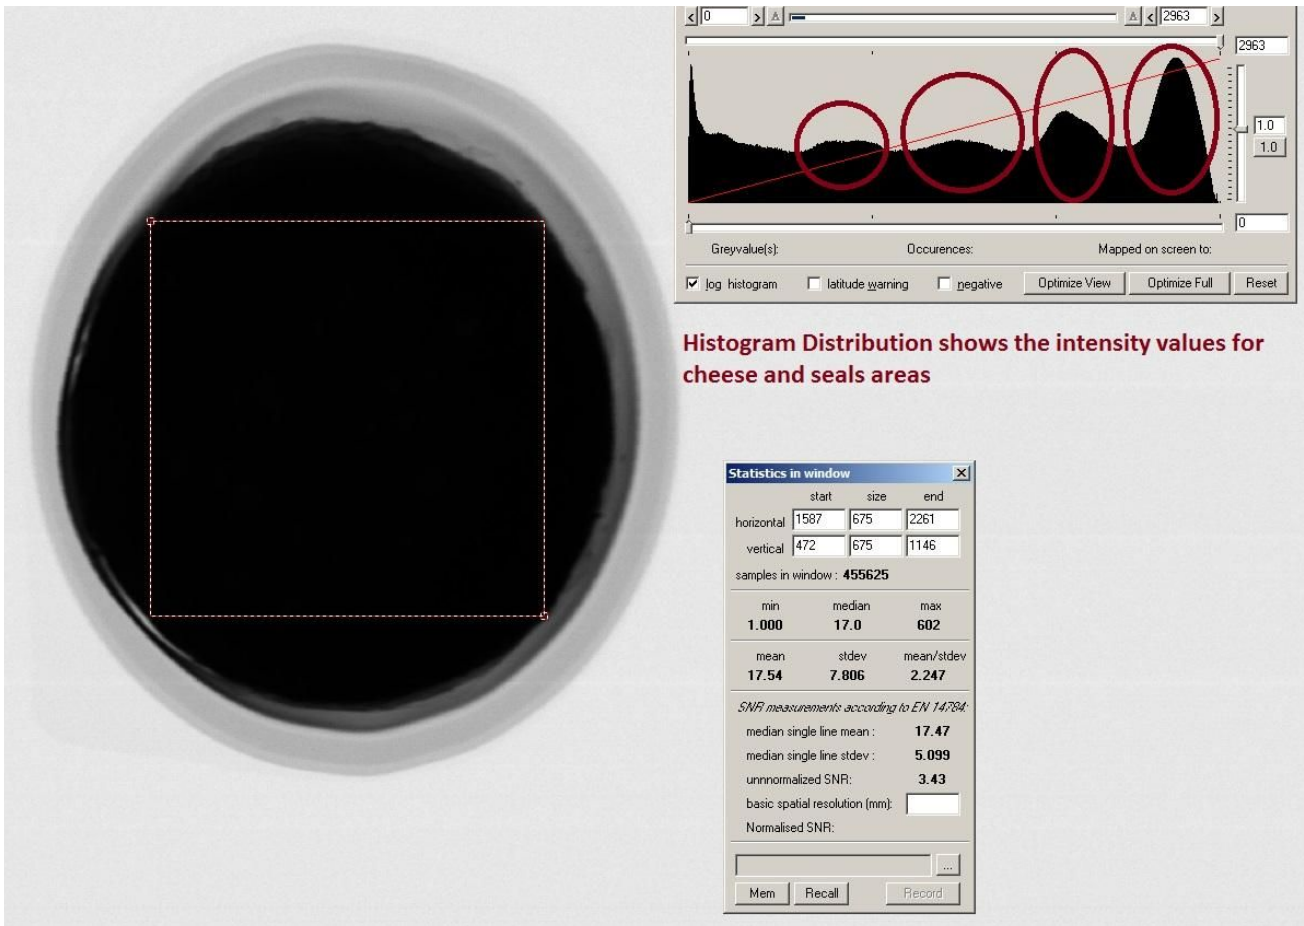 < 0 > A A < 2963 >
2963
1.0
1.0
0
Greyvalue(s): Occurences: Mapped on screen to:
log histogram latitude warning negative Optimize View Optimize Full Reset
Histogram Distribution shows the intensity values for
cheese and seals areas
Statistics in window
start size end
horizontal 1587 675 2261
vertical 472 675 1146
samples in window : 455625
min median max
1.000 17.0 602
mean stdev mean/stdev
17.54 7.806 2.247
SNR measurements according to EN 14784:
median single line mean : 17.47
median single line stdev : 5.099
unnnormalized SNR: 3.43
basic spatial resolution (mm):
Normalised SNR:
...
Mem Recall Record